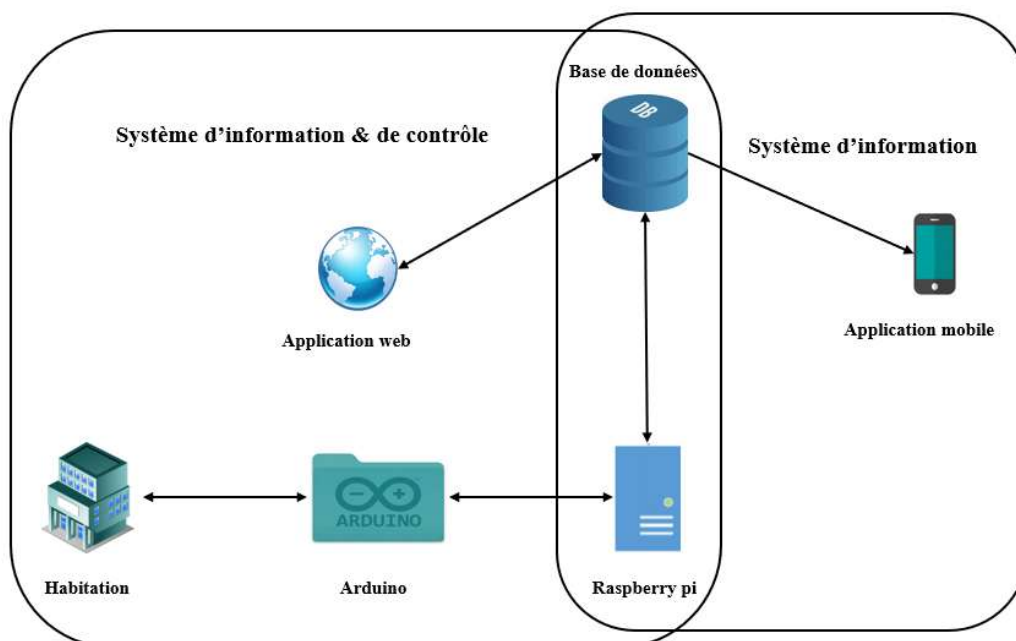 Base de données
DB
Système d'information & de contrôle
Système d'information
Application web
Application mobile
ARDUINO
Habitation
Arduino
Raspberry pi